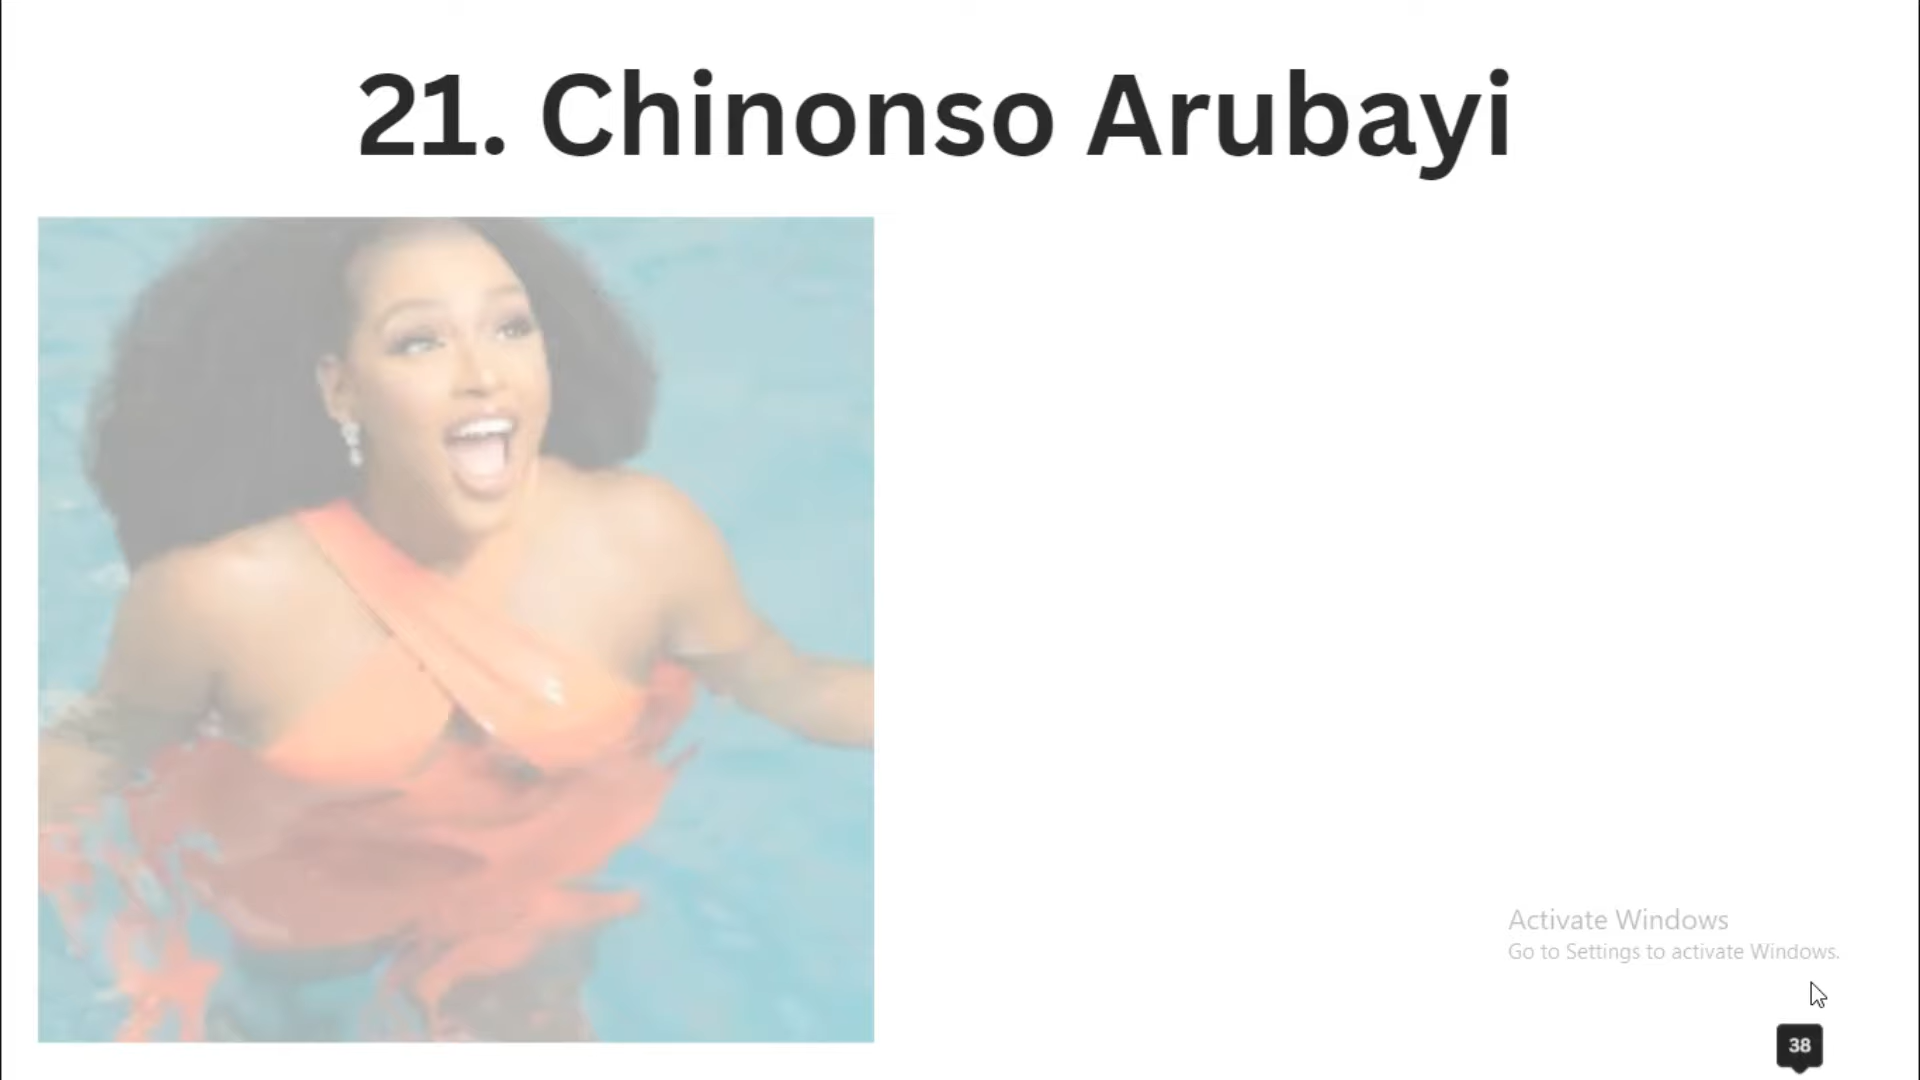 21. Chinonso Arubayi
Activate Windows
Go to Settings to activate Windows.
38